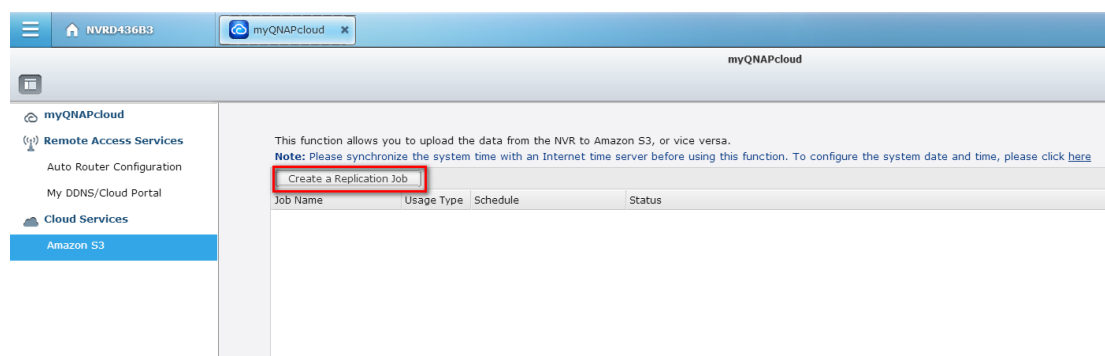 NVRD436B3
myQNAPcloud
myQNAPcloud
myQNAPcloud
Remote Access Services
Auto Router Configuration
My DDNS/Cloud Portal
Cloud Services
Amazon S3
This function allows you to upload the data from the NVR to Amazon S3, or vice versa.
Note: Please synchronize the system time with an Internet time server before using this function. To configure the system date and time, please click here
Create a Replication Job
Job Name Usage Type Schedule Status